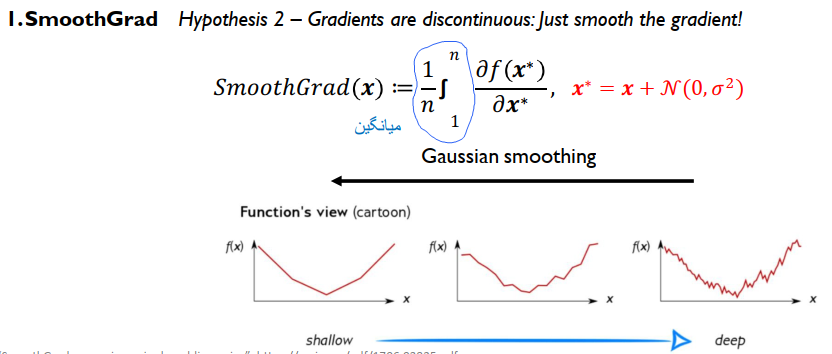 1.SmoothGrad Hypothesis 2 – Gradients are discontinuous: Just smooth the gradient!
SmoothGrad(x) ≔ 1/n ∫₁ⁿ ∂f(x*)/∂x*, x* = x + 𝒩(0, σ²)
میانگین
Gaussian smoothing
Function's view (cartoon)
f(x) f(x) f(x)
x x x
shallow deep